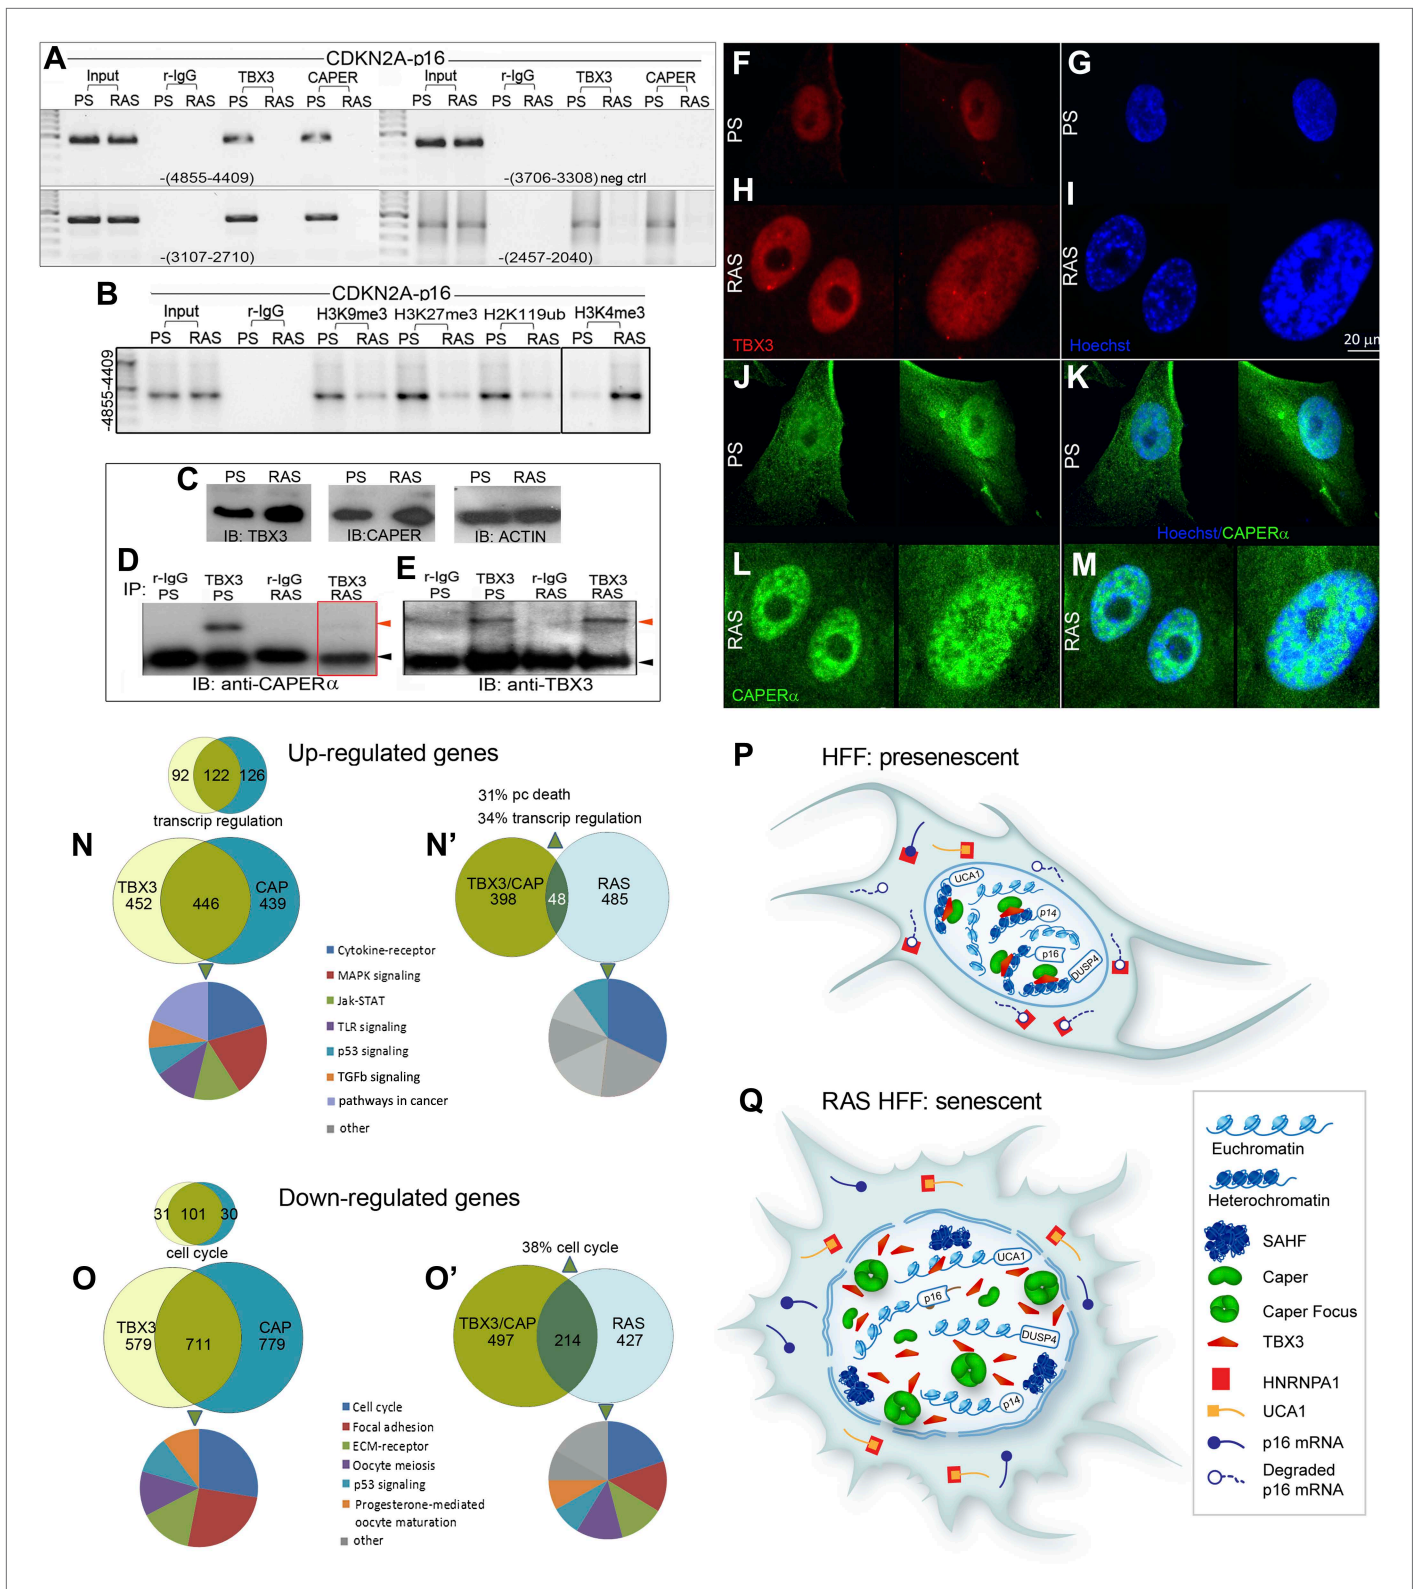 A
CDKN2A-p16
Input r-IgG TBX3 CAPER Input r-IgG TBX3 CAPER
PS RAS PS RAS PS RAS PS RAS PS RAS PS RAS PS RAS PS RAS
-(4855-4409)
-(3706-3308) neg ctrl
-(3107-2710)
-(2457-2040)
B
CDKN2A-p16
Input r-IgG H3K9me3 H3K27me3 H2K119ub H3K4me3
PS RAS PS RAS PS RAS PS RAS PS RAS PS RAS
-4855-4409
C
PS RAS PS RAS PS RAS
IB: TBX3 IB:CAPER IB: ACTIN
D
IP:
r-IgG TBX3 r-IgG TBX3
PS PS RAS RAS
IB: anti-CAPERα
E
r-IgG TBX3 r-IgG TBX3
PS PS RAS RAS
IB: anti-TBX3
F
PS
G
PS
H
RAS
TBX3
I
RAS
Hoechst
20 μm
J
PS
K
PS
Hoechst/CAPERα
L
RAS
CAPERα
M
RAS
Up-regulated genes
92 122 126
transcrip regulation
N
TBX3
452
446
CAP
439
N’
31% pc death
34% transcrip regulation
TBX3/CAP
398
48
RAS
485
Cytokine-receptor
MAPK signaling
Jak-STAT
TLR signaling
p53 signaling
TGFb signaling
pathways in cancer
other
Down-regulated genes
31 101 30
cell cycle
O
TBX3
579
711
CAP
779
O’
38% cell cycle
TBX3/CAP
497
214
RAS
427
Cell cycle
Focal adhesion
ECM-receptor
Oocyte meiosis
p53 signaling
Progesterone-mediated
oocyte maturation
other
P
HFF: presenescent
UCA1
p14
p16
DUSP4
Q
RAS HFF: senescent
UCA1
p16
DUSP4
p14
Euchromatin
Heterochromatin
SAHF
Caper
Caper Focus
TBX3
HNRNPA1
UCA1
p16 mRNA
Degraded
p16 mRNA